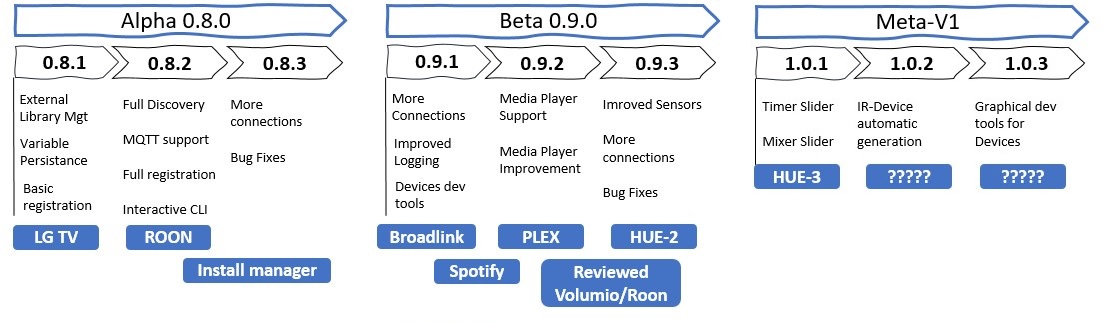 Alpha 0.8.0
0.8.1
0.8.2
0.8.3
External
Library Mgt
Variable
Persistance
Basic
registration
Full Discovery
MQTT support
Full registration
Interactive CLI
More
connections
Bug Fixes
LG TV
ROON
Install manager
Beta 0.9.0
0.9.1
0.9.2
0.9.3
More
Connections
Improved
Logging
Devices dev
tools
Media Player
Support
Media Player
Improvement
Imroved Sensors
More
connections
Bug Fixes
Broadlink
PLEX
HUE-2
Spotify
Reviewed
Volumio/Roon
Meta-V1
1.0.1
1.0.2
1.0.3
Timer Slider
Mixer Slider
IR-Device
automatic
generation
Graphical dev
tools for
Devices
HUE-3
?????
?????